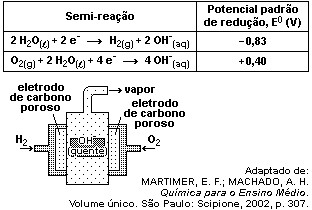 Semi-reação
Potencial padrão
de redução, E⁰ (V)
2 H₂O(ℓ) + 2 e⁻ ⟶ H₂(g) + 2 OH⁻(aq)
−0,83
O₂(g) + 2 H₂O(ℓ) + 4 e⁻ ⟶ 4 OH⁻(aq)
+0,40
eletrodo
de carbono
poroso
vapor
eletrodo
de carbono
poroso
H₂
OH⁻
(quente)
O₂
Adaptado de:
MARTIMER, E. F.; MACHADO, A. H.
Química para o Ensino Médio.
Volume único. São Paulo: Scipione, 2002, p. 307.